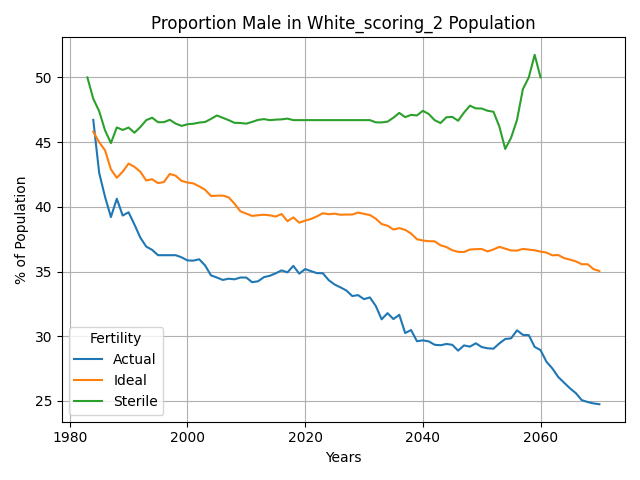 Proportion Male in White_scoring_2 Population
% of Population
50
45
40
35
30
25
Fertility
Actual
Ideal
Sterile
1980
2000
2020
2040
2060
Years